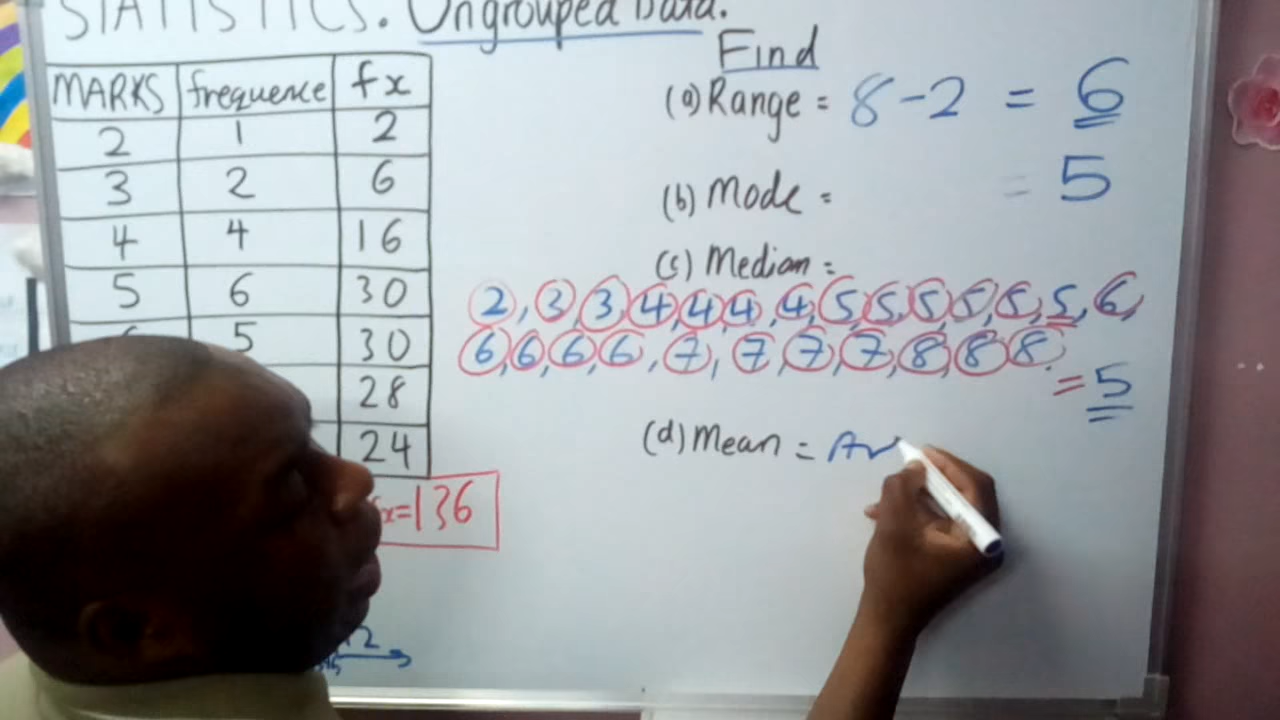 STATISTICS. Ungrouped Data.
MARKS frequence fx
2 1 2
3 2 6
4 4 16
5 6 30
5 30
28
24
fx=136
Find
(a) Range = 8-2 = 6
(b) Mode = = 5
(c) Median =
2, 3, 3, 4, 4, 4, 4, 5, 5, 5, 5, 5, 5, 6,
6, 6, 6, 6, 7, 7, 7, 7, 8, 8, 8
= 5
(d) Mean = Av
2